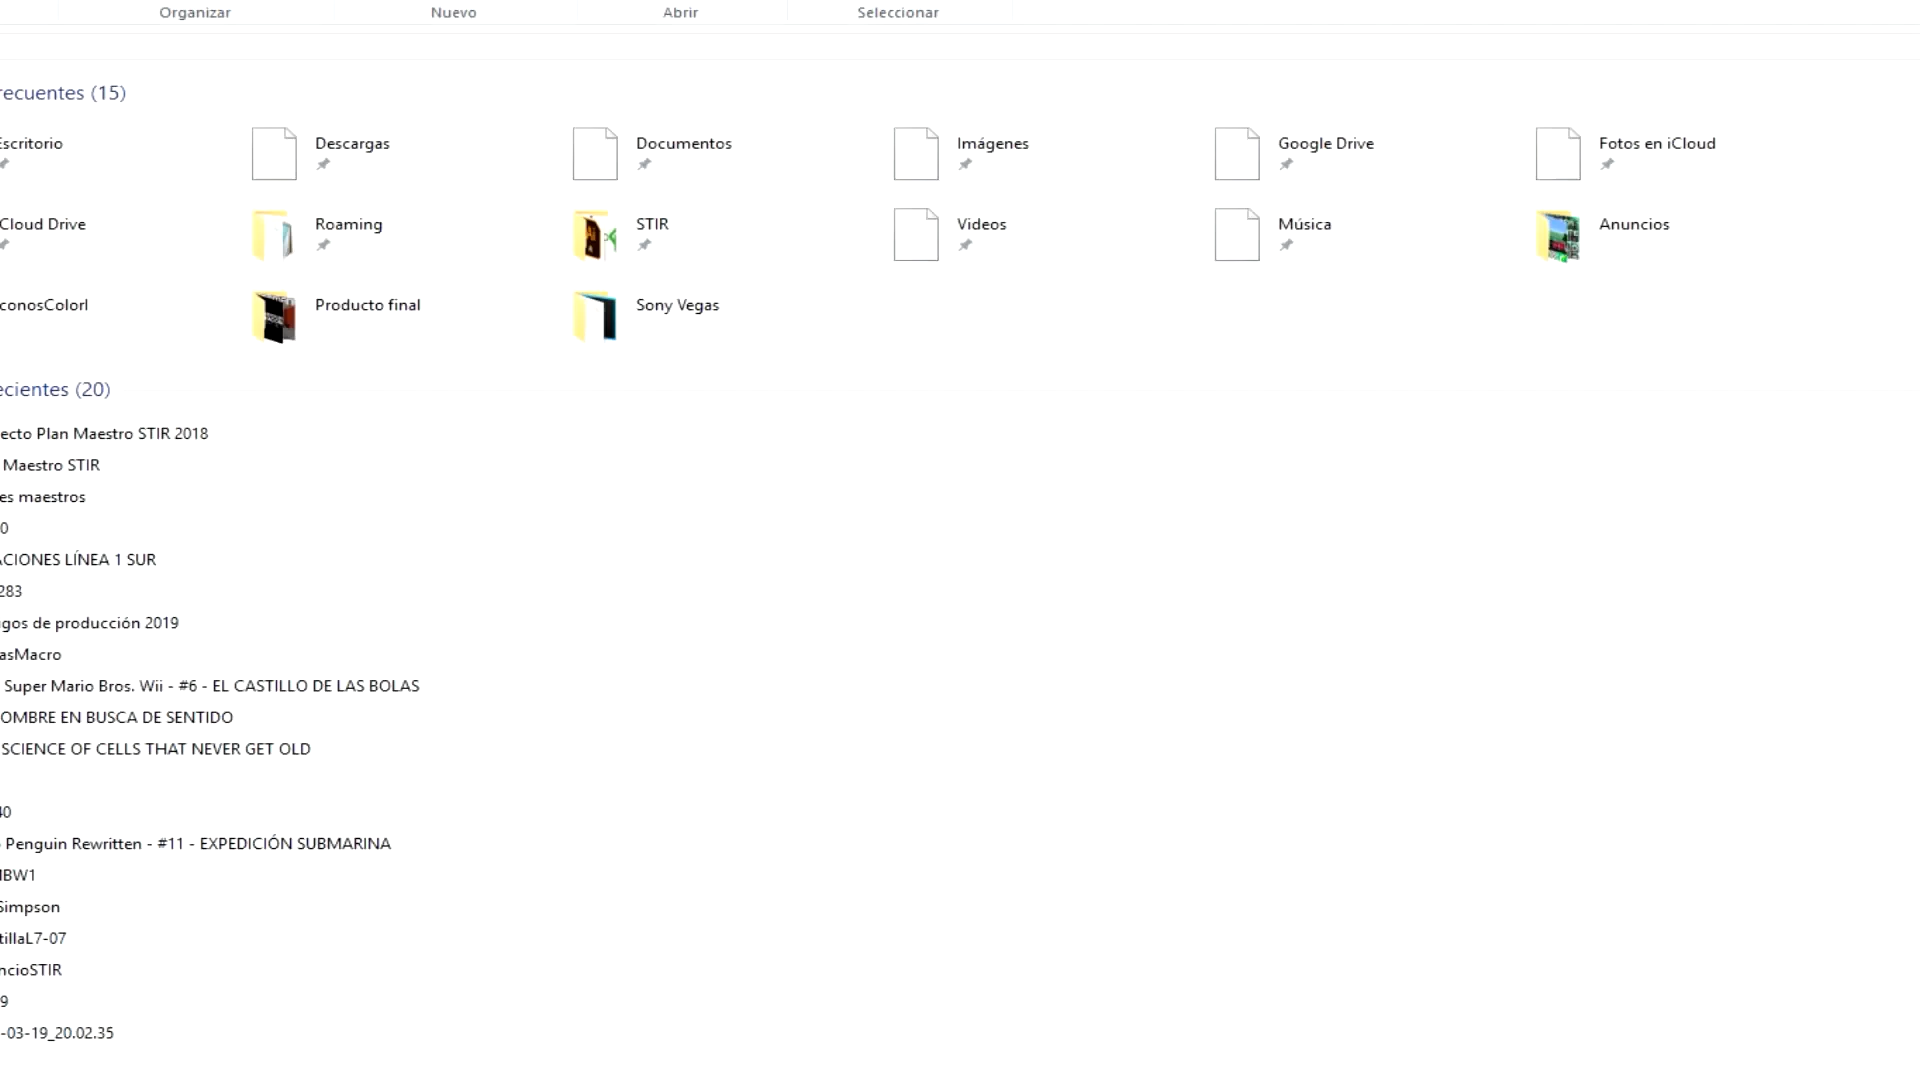 Organizar Nuevo Abrir Seleccionar
recuentes (15)
Escritorio Descargas Documentos Imágenes Google Drive Fotos en iCloud
Cloud Drive Roaming STIR Videos Música Anuncios
conosColorI Producto final Sony Vegas
ecientes (20)
ecto Plan Maestro STIR 2018
Maestro STIR
es maestros
0
ACIONES LÍNEA 1 SUR
283
igos de producción 2019
asMacro
Super Mario Bros. Wii - #6 - EL CASTILLO DE LAS BOLAS
OMBRE EN BUSCA DE SENTIDO
SCIENCE OF CELLS THAT NEVER GET OLD
40
Penguin Rewritten - #11 - EXPEDICIÓN SUBMARINA
BW1
Simpson
tillaL7-07
ncioSTIR
9
-03-19_20.02.35